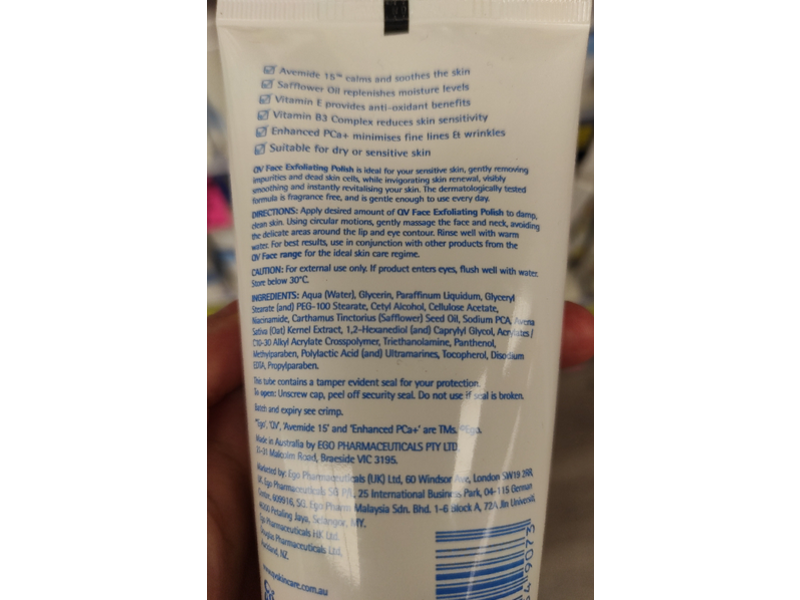 Avemide 15™ calms and soothes the skin
Safflower Oil replenishes moisture levels
Vitamin E provides anti-oxidant benefits
Vitamin B3 Complex reduces skin sensitivity
Enhanced PCa+ minimises fine lines & wrinkles
Suitable for dry or sensitive skin
QV Face Exfoliating Polish is ideal for your sensitive skin, gently removing
impurities and dead skin cells, while invigorating skin renewal, visibly
smoothing and instantly revitalising your skin. The dermatologically tested
formula is fragrance free, and is gentle enough to use every day.
DIRECTIONS: Apply desired amount of QV Face Exfoliating Polish to damp,
clean skin. Using circular motions, gently massage the face and neck, avoiding
the delicate areas around the lip and eye contour. Rinse well with warm
water. For best results, use in conjunction with other products from the
QV Face range for the ideal skin care regime.
CAUTION: For external use only. If product enters eyes, flush well with water.
Store below 30°C.
INGREDIENTS: Aqua (Water), Glycerin, Paraffinum Liquidum, Glyceryl
Stearate (and) PEG-100 Stearate, Cetyl Alcohol, Cellulose Acetate,
Niacinamide, Carthamus Tinctorius (Safflower) Seed Oil, Sodium PCA, Avena
Sativa (Oat) Kernel Extract, 1,2-Hexanediol (and) Caprylyl Glycol, Acrylates /
C10-30 Alkyl Acrylate Crosspolymer, Triethanolamine, Panthenol,
Methylparaben, Polylactic Acid (and) Ultramarines, Tocopherol, Disodium
EDTA, Propylparaben.
This tube contains a tamper evident seal for your protection.
To open: Unscrew cap, peel off security seal. Do not use if seal is broken.
Batch and expiry see crimp.
"Ego', 'QV', 'Avemide 15' and 'Enhanced PCa+' are TMs. ©Ego.
Made in Australia by EGO PHARMACEUTICALS PTY LTD.
21-31 Malcolm Road, Braeside VIC 3195.
Marketed by: Ego Pharmaceuticals (UK) Ltd, 60 Windsor Ave, London SW19 2RR,
UK. Ego Pharmaceuticals SG P/L, 25 International Business Park, 04-115 German
Center, 609916, SG. Ego Pharm Malaysia Sdn. Bhd. 1-6 Block A, 72A, Jln Universiti,
46200 Petaling Jaya, Selangor, MY.
Ego Pharmaceuticals HK Ltd.
Douglas Pharmaceuticals Ltd,
Auckland, NZ.
www.qvskincare.com.au
549073